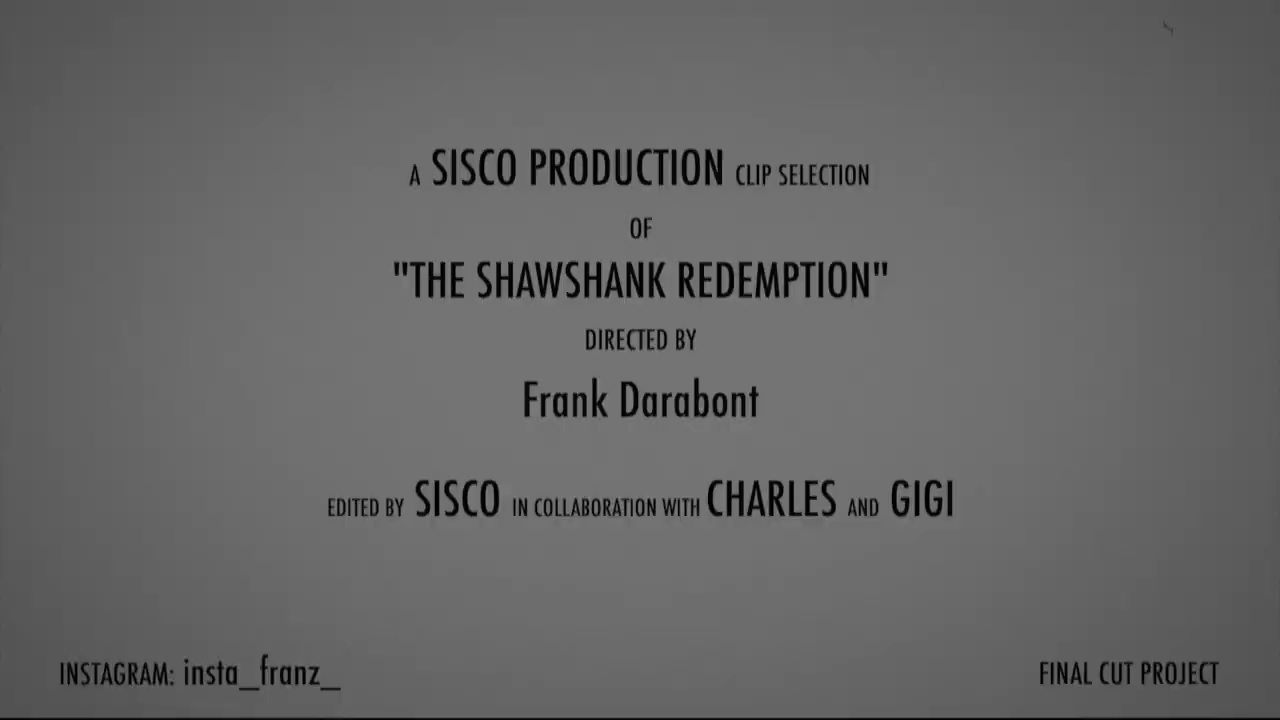 A SISCO PRODUCTION CLIP SELECTION
OF
"THE SHAWSHANK REDEMPTION"
DIRECTED BY
Frank Darabont
EDITED BY SISCO IN COLLABORATION WITH CHARLES AND GIGI
INSTAGRAM: insta_franz_
FINAL CUT PROJECT